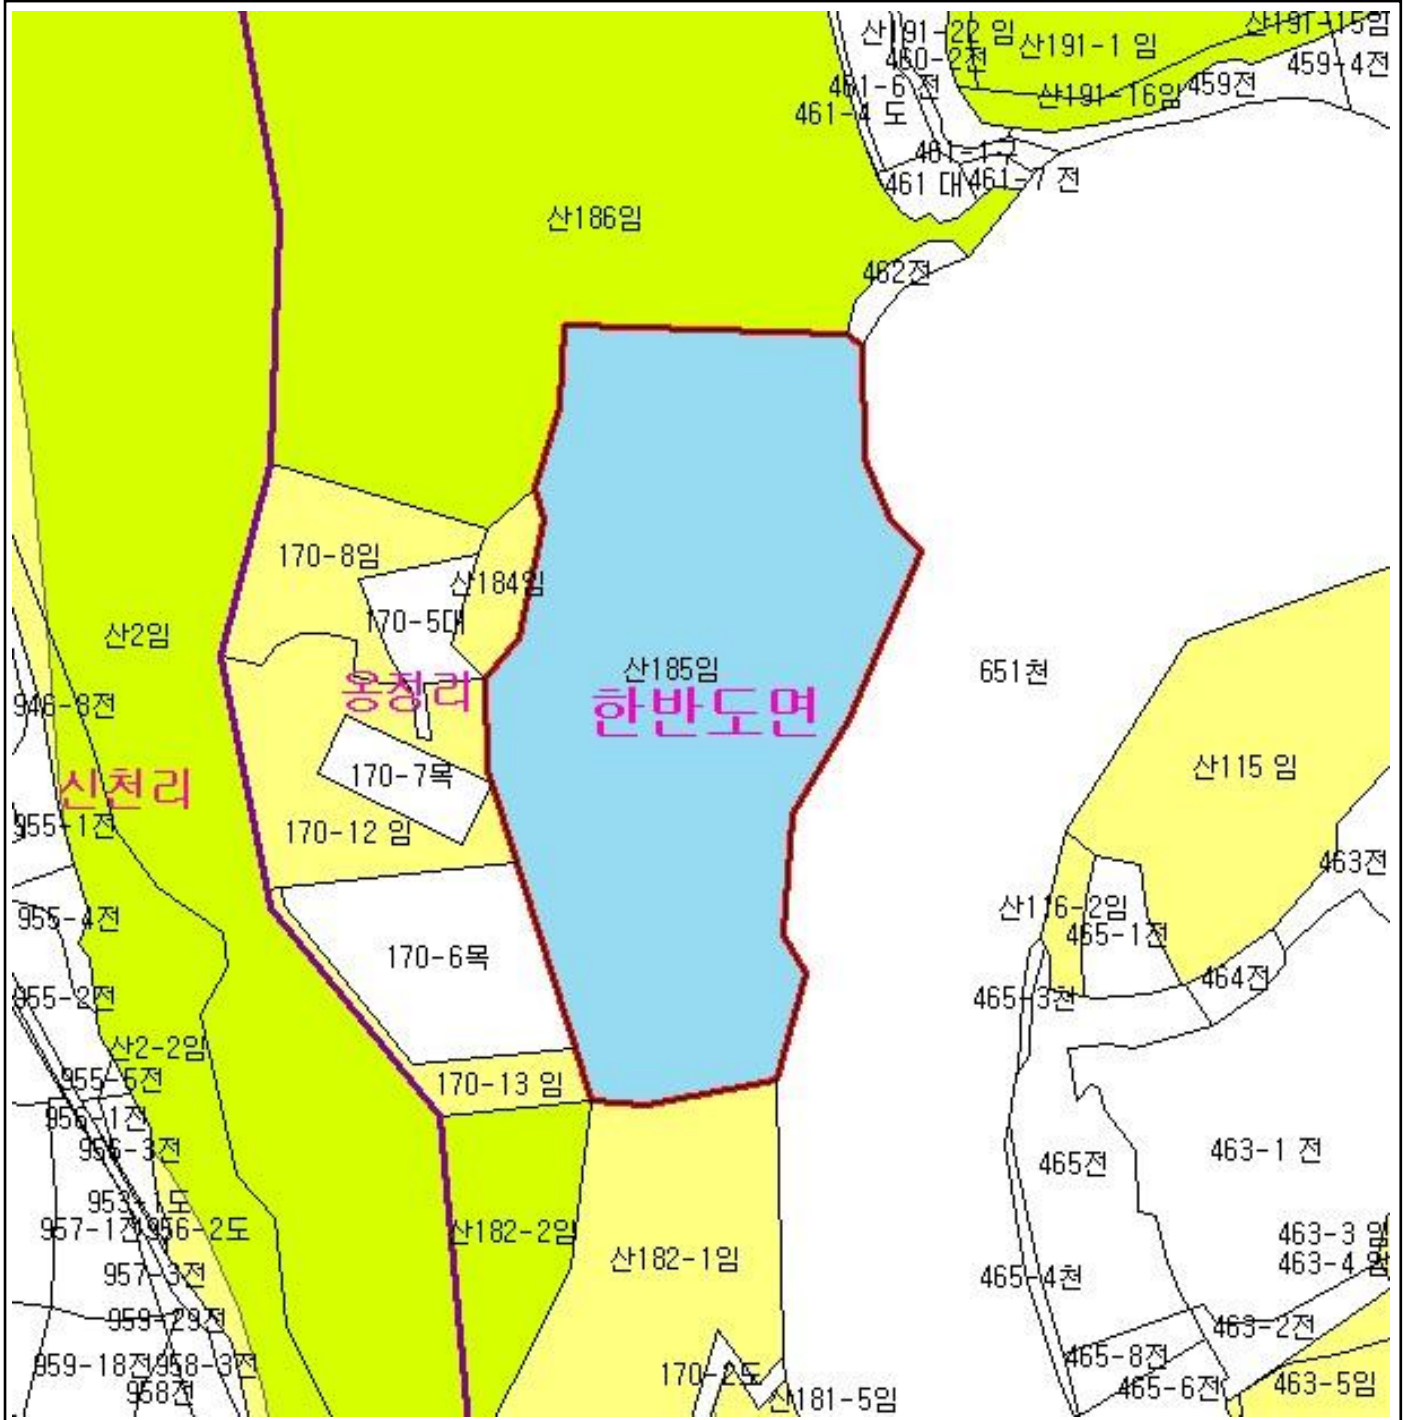 산191-22 임
산191-1 임
산191-15임
460-2전
459-4전
461-6 전
산191-16임
459전
461-4 도
461-1구
461 대
461-7 전
산186임
462전
170-8임
산184임
170-5대
산2임
산185임
651천
옹정리
한반도면
946-8전
산115 임
170-7목
신천리
955-1전
170-12 임
463전
산116-2임
955-4전
465-1전
170-6목
464전
955-2전
465-3천
산2-2임
955-5전
170-13 임
956-1전
956-3전
463-1 전
465전
953-1도
957-1전
956-2도
산182-2임
463-3 임
산182-1임
463-4 임
957-3전
465-4천
959-29전
463-2전
959-18전
958-3전
465-8전
170-2도
958전
465-6전
463-5임
산181-5임